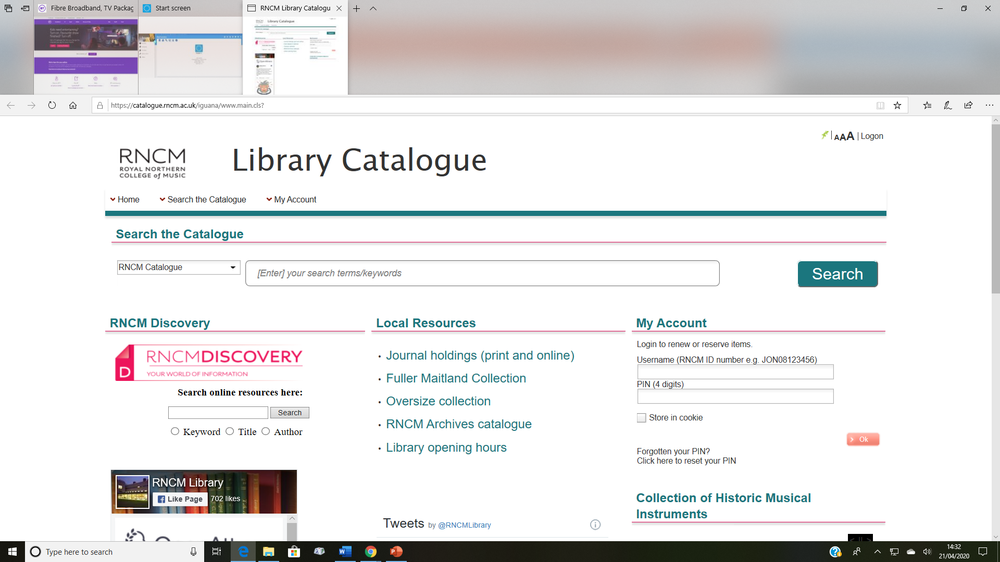 Fibre Broadband, TV Packag
Start screen
RNCM Library Catalogu
https://catalogue.rncm.ac.uk/iguana/www.main.cls?
AAA | Logon
RNCM
ROYAL NORTHERN
COLLEGE of MUSIC
Library Catalogue
Home
Search the Catalogue
My Account
Search the Catalogue
RNCM Catalogue
[Enter] your search terms/keywords
Search
RNCM Discovery
D
RNCMDISCOVERY
YOUR WORLD OF INFORMATION
Search online resources here:
Search
Keyword Title Author
RNCM Library
Like Page
702 likes
Local Resources
Journal holdings (print and online)
Fuller Maitland Collection
Oversize collection
RNCM Archives catalogue
Library opening hours
Tweets by @RNCMLibrary
My Account
Login to renew or reserve items.
Username (RNCM ID number e.g. JON08123456)
PIN (4 digits)
Store in cookie
Ok
Forgotten your PIN?
Click here to reset your PIN
Collection of Historic Musical
Instruments
Type here to search
14:32
21/04/2020